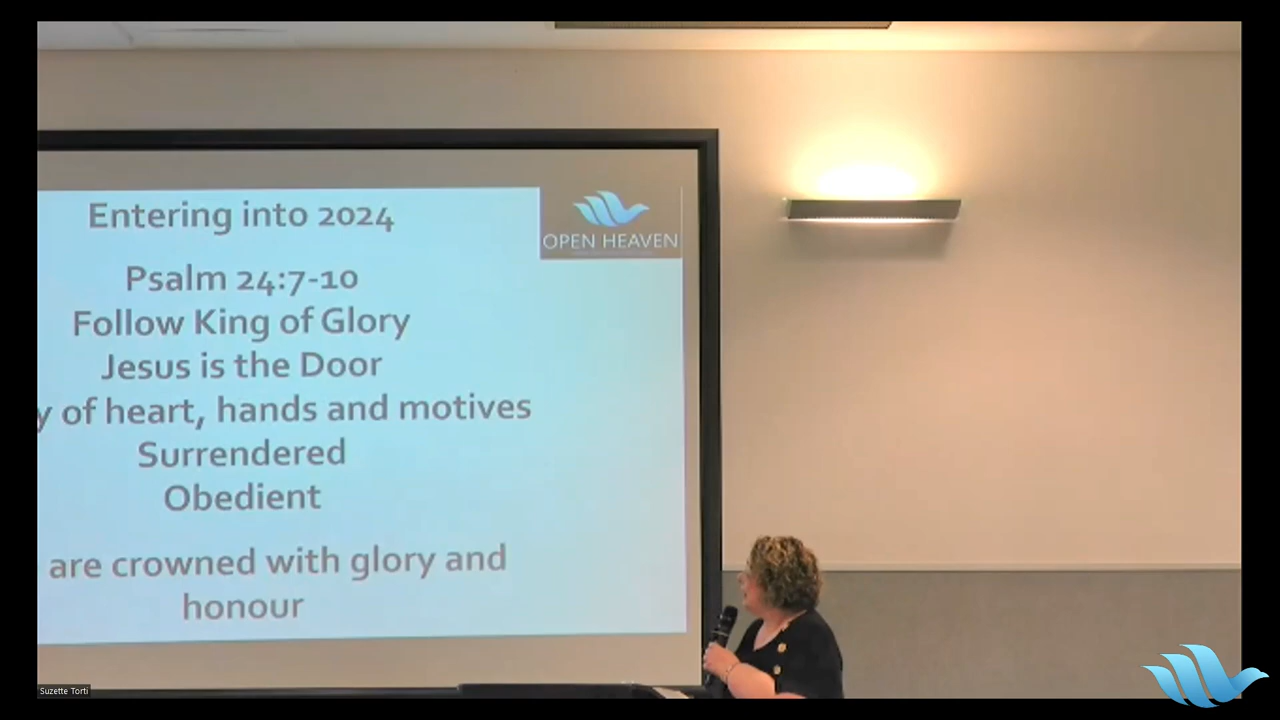 Entering into 2024
OPEN HEAVEN
Psalm 24:7-10
Follow King of Glory
Jesus is the Door
y of heart, hands and motives
Surrendered
Obedient
are crowned with glory and
honour
Suzette Torti